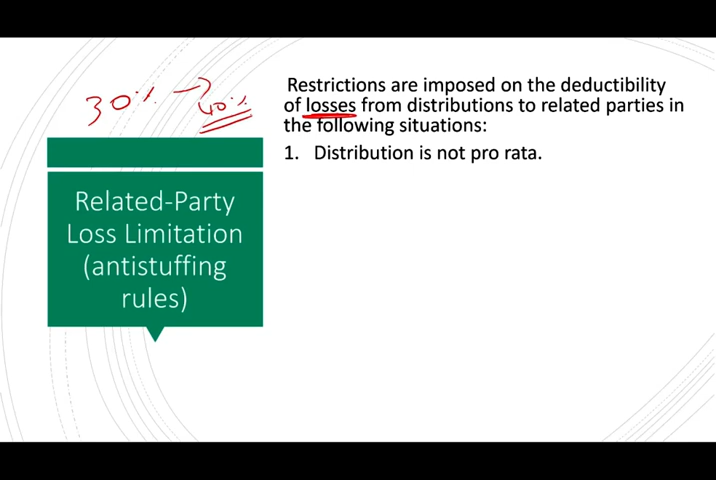 30% → 40%
Restrictions are imposed on the deductibility
of losses from distributions to related parties in
the following situations:
1. Distribution is not pro rata.
Related-Party
Loss Limitation
(antistuffing
rules)